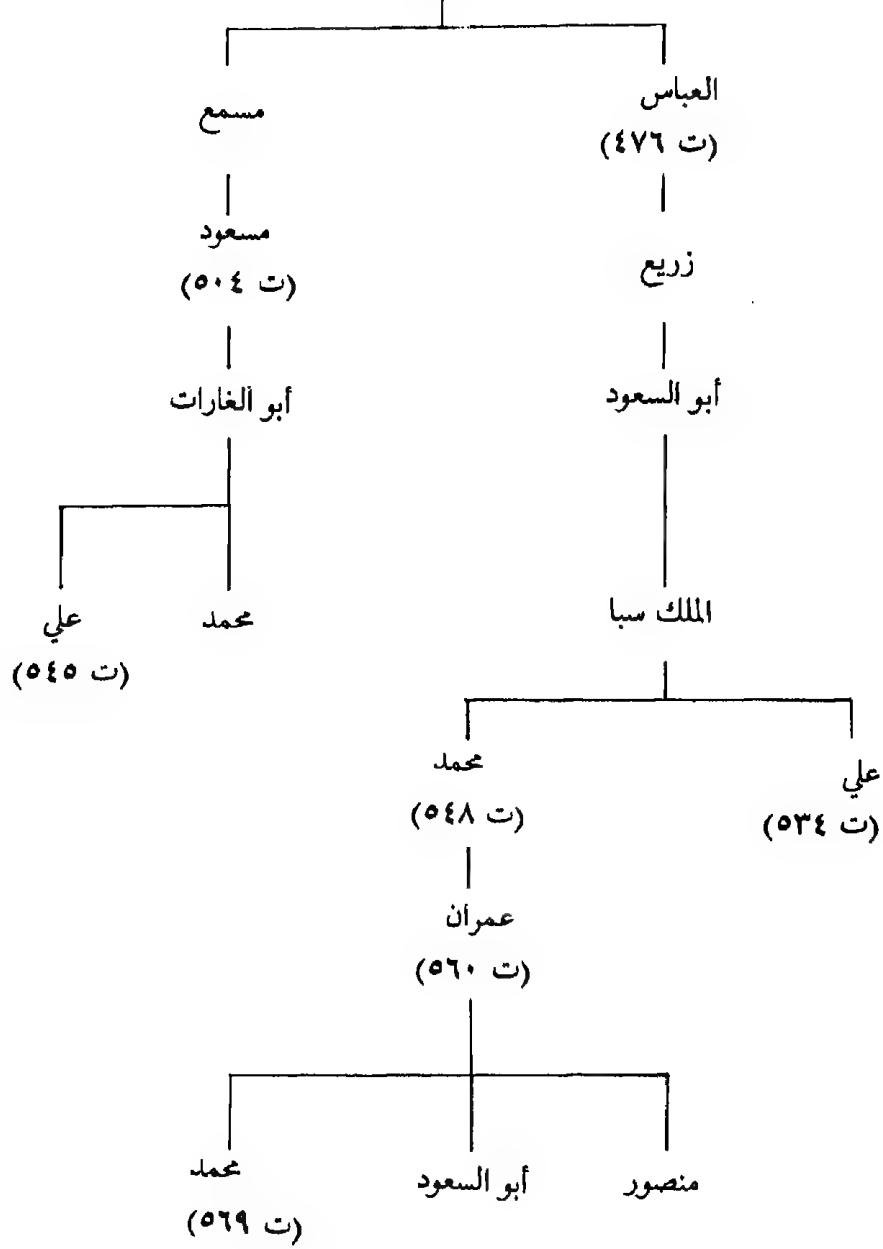 العباس
(ت ٤٧٦)
مسمع
زريع
مسعود
(ت ٥٠٤)
أبو السعود
أبو الغارات
الملك سبا
محمد
علي
(ت ٥٤٥)
علي
(ت ٥٣٤)
محمد
(ت ٥٤٨)
عمران
(ت ٥٦٠)
منصور
أبو السعود
محمد
(ت ٥٦٩)